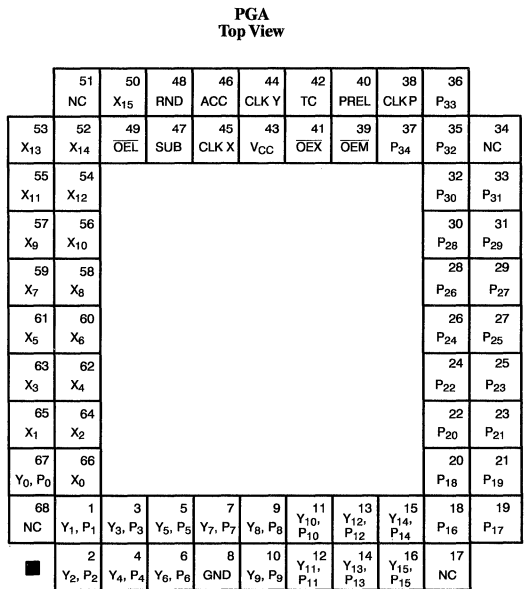 PGA
Top View
51 50 48 46 44 42 40 38 36
NC X15 RND ACC CLK Y TC PREL CLKP P33
53 52 49 47 45 43 41 39 37 35 34
X13 X14 OEL SUB CLK X VCC OEX OEM P34 P32 NC
55 54 32 33
X11 X12 P30 P31
57 56 30 31
X9 X10 P28 P29
59 58 28 29
X7 X8 P26 P27
61 60 26 27
X5 X6 P24 P25
63 62 24 25
X3 X4 P22 P23
65 64 22 23
X1 X2 P20 P21
67 66 20 21
Y0, P0 X0 P18 P19
68 1 3 5 7 9 11 13 15 18 19
NC Y1, P1 Y3, P3 Y5, P5 Y7, P7 Y8, P8 Y10, P10 Y12, P12 Y14, P14 P16 P17
2 4 6 8 10 12 14 16 17
Y2, P2 Y4, P4 Y6, P6 GND Y9, P9 Y11, P11 Y13, P13 Y15, P15 NC